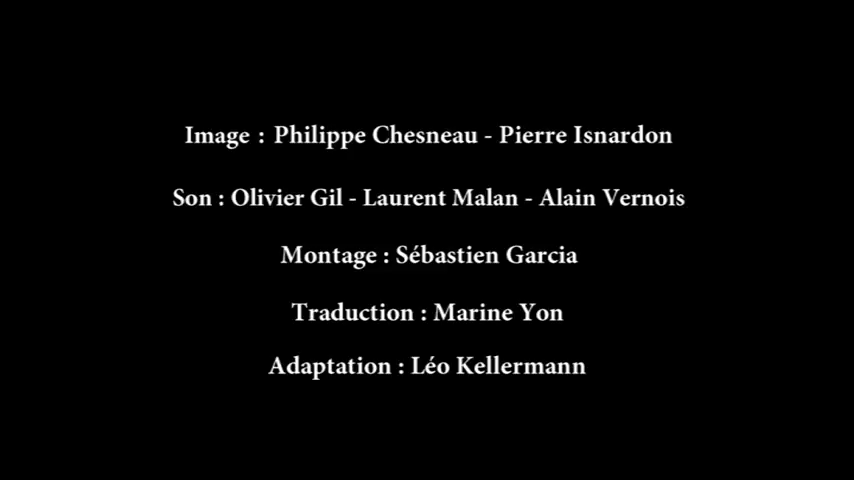 Image : Philippe Chesneau - Pierre Isnardon
Son : Olivier Gil - Laurent Malan - Alain Vernois
Montage : Sébastien Garcia
Traduction : Marine Yon
Adaptation : Léo Kellermann